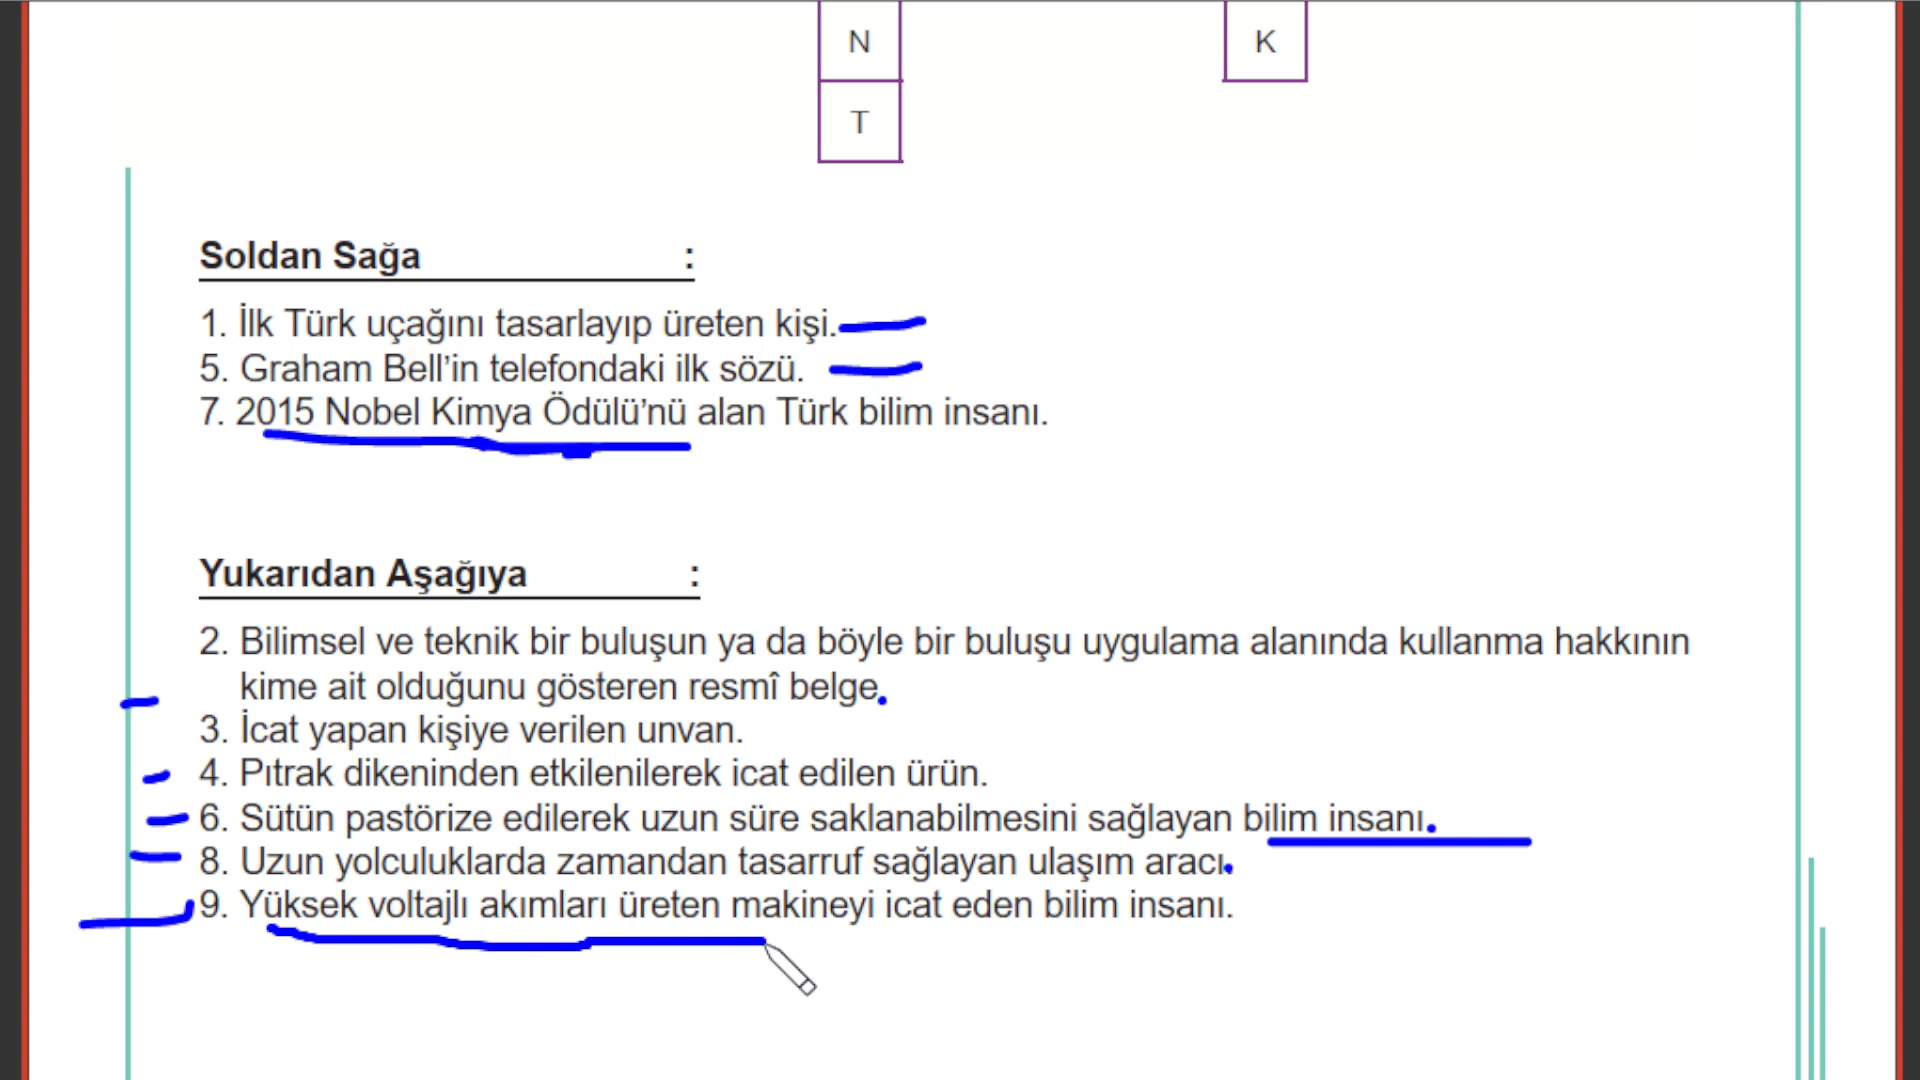 N K
T
Soldan Sağa :
1. İlk Türk uçağını tasarlayıp üreten kişi.
5. Graham Bell’in telefondaki ilk sözü.
7. 2015 Nobel Kimya Ödülü’nü alan Türk bilim insanı.
Yukarıdan Aşağıya :
2. Bilimsel ve teknik bir buluşun ya da böyle bir buluşu uygulama alanında kullanma hakkının
kime ait olduğunu gösteren resmî belge.
3. İcat yapan kişiye verilen unvan.
4. Pıtrak dikeninden etkilenilerek icat edilen ürün.
6. Sütün pastörize edilerek uzun süre saklanabilmesini sağlayan bilim insanı.
8. Uzun yolculuklarda zamandan tasarruf sağlayan ulaşım aracı.
9. Yüksek voltajlı akımları üreten makineyi icat eden bilim insanı.